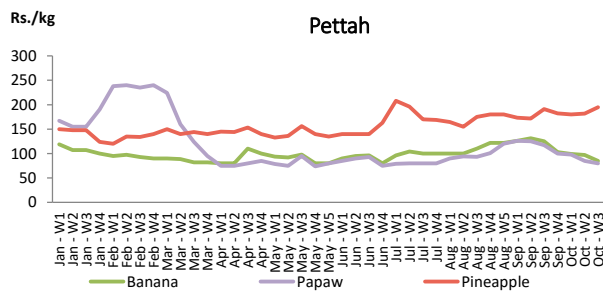 Rs./kg
Pettah
300
250
200
150
100
50
0
Jan - W1
Jan - W2
Jan - W3
Jan - W4
Feb - W1
Feb - W2
Feb - W3
Feb - W4
Mar - W1
Mar - W2
Mar - W3
Mar - W4
Apr - W1
Apr - W2
Apr - W3
Apr - W4
May - W1
May - W2
May - W3
May - W4
May - W5
Jun - W1
Jun - W2
Jun - W3
Jun - W4
Jul - W1
Jul - W2
Jul - W3
Jul - W4
Aug - W1
Aug - W2
Aug - W3
Aug - W4
Aug - W5
Sep - W1
Sep - W2
Sep - W3
Sep - W4
Oct - W1
Oct - W2
Oct - W3
Banana
Papaw
Pineapple